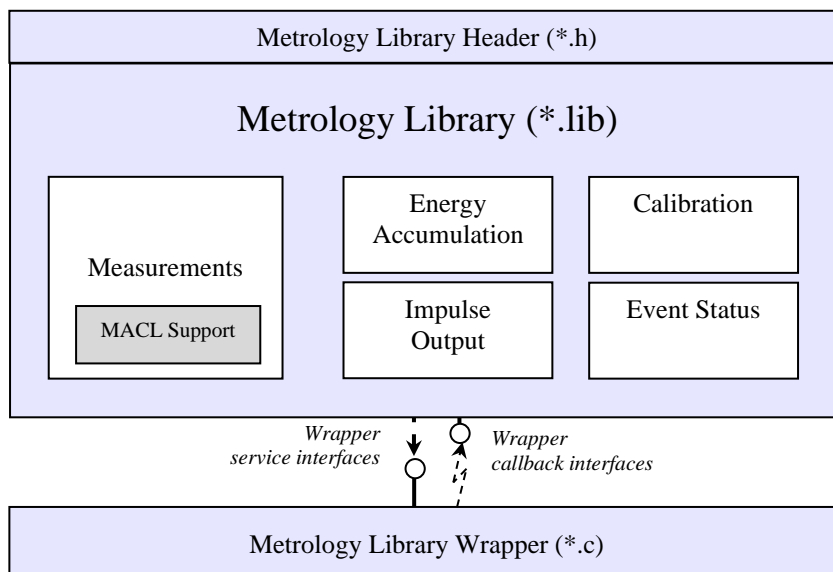 Metrology Library Header (*.h)
Metrology Library (*.lib)
Measurements
MACL Support
Energy
Accumulation
Calibration
Impulse
Output
Event Status
Wrapper
service interfaces
Wrapper
callback interfaces
Metrology Library Wrapper (*.c)